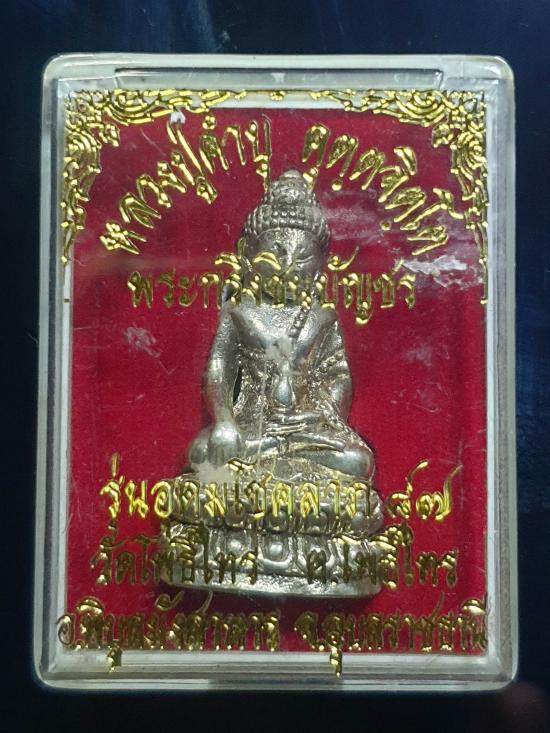 หลวงปู่คำบุ คุตฺตจิตฺโต
พระกริ่งชินบัญชร
รุ่นอุดมโชคลาภ ๘๗
วัดโพธิ์ไทร ต.โพธิ์ไทร
อ.พิบูลมังสาหาร จ.อุบลราชธานี